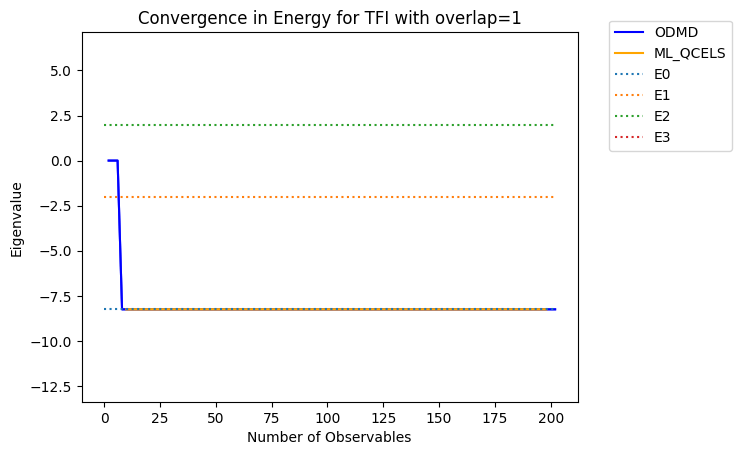 Convergence in Energy for TFI with overlap=1
ODMD
ML_QCELS
E0
E1
E2
E3
5.0
2.5
0.0
−2.5
−5.0
−7.5
−10.0
−12.5
Eigenvalue
0
25
50
75
100
125
150
175
200
Number of Observables